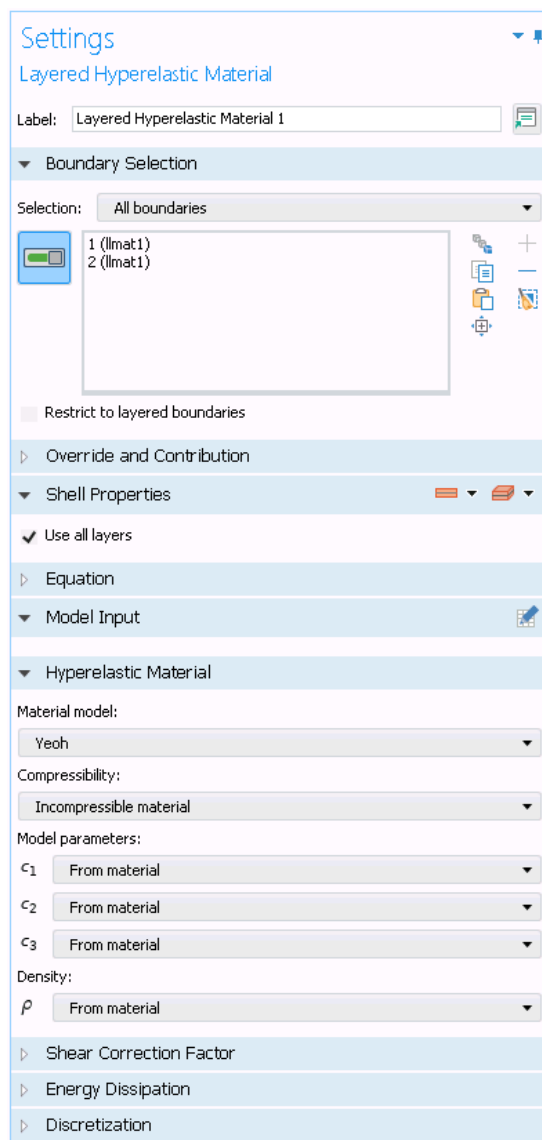 Settings
Layered Hyperelastic Material
Label: Layered Hyperelastic Material 1
Boundary Selection
Selection: All boundaries
1 (llmat1)
2 (llmat1)
Restrict to layered boundaries
Override and Contribution
Shell Properties
Use all layers
Equation
Model Input
Hyperelastic Material
Material model:
Yeoh
Compressibility:
Incompressible material
Model parameters:
c1 From material
c2 From material
c3 From material
Density:
ρ From material
Shear Correction Factor
Energy Dissipation
Discretization